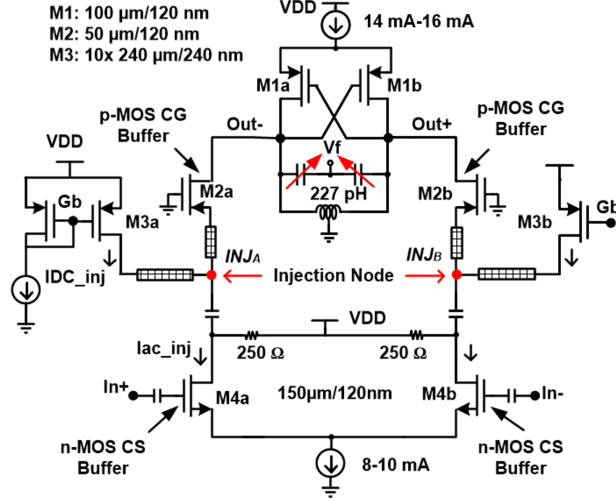 M1: 100 µm/120 nm
M2: 50 µm/120 nm
M3: 10x 240 µm/240 nm
VDD
14 mA-16 mA
M1a
M1b
p-MOS CG
Buffer
Out-
Out+
p-MOS CG
Buffer
VDD
Vf
M2a
227 pH
M2b
Gb
M3a
M3b
Gb
IDC_inj
INJA
Injection Node
INJB
VDD
Iac_inj
250 Ω
250 Ω
In+
M4a
150µm/120nm
M4b
In-
n-MOS CS
Buffer
8-10 mA
n-MOS CS
Buffer